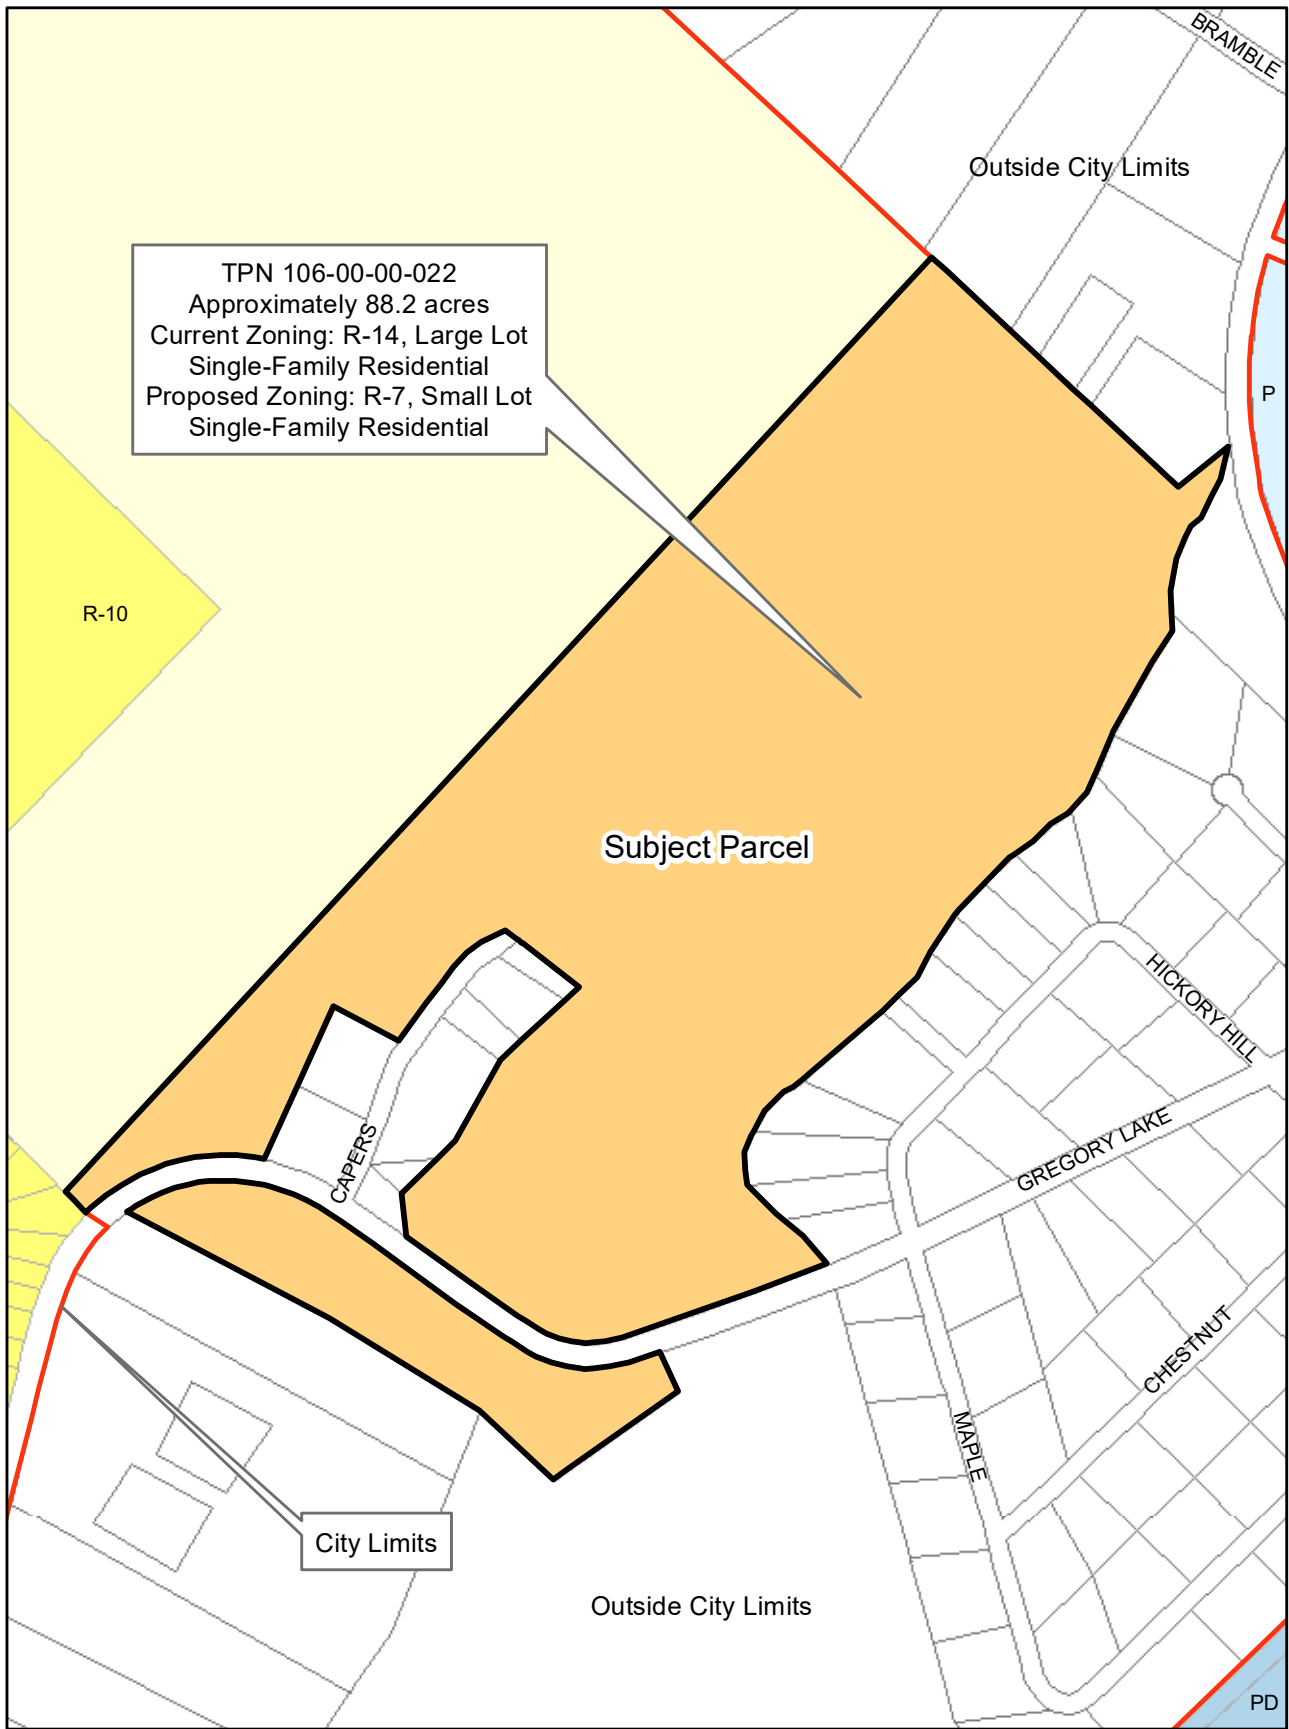 BRAMBLE
Outside City Limits
TPN 106-00-00-022
Approximately 88.2 acres
Current Zoning: R-14, Large Lot
Single-Family Residential
Proposed Zoning: R-7, Small Lot
Single-Family Residential
P
R-10
Subject Parcel
HICKORY HILL
GREGORY LAKE
CAPERS
CHESTNUT
MAPLE
City Limits
Outside City Limits
PD